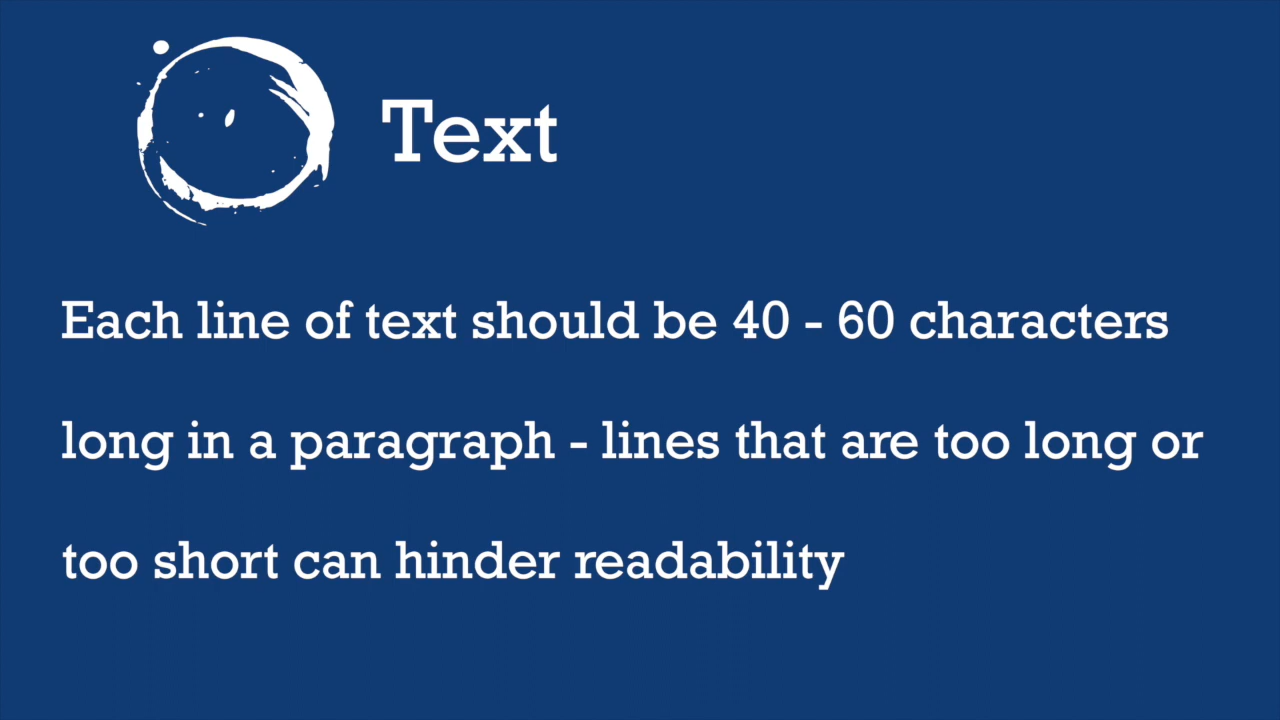 Text
Each line of text should be 40 - 60 characters
long in a paragraph - lines that are too long or
too short can hinder readability